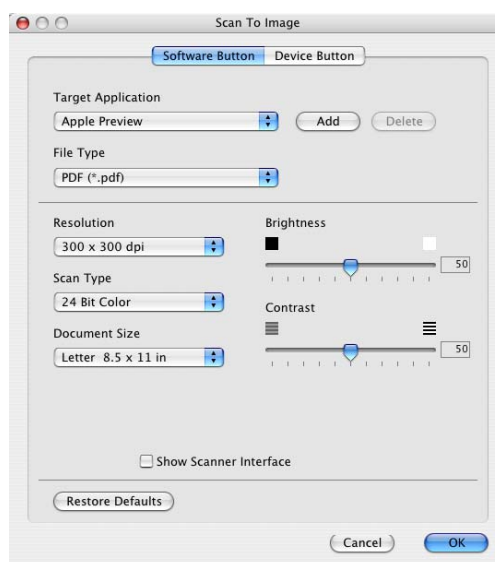 Scan To Image
Software Button Device Button
Target Application
Apple Preview Add Delete
File Type
PDF (*.pdf)
Resolution Brightness
300 x 300 dpi
50
Scan Type
24 Bit Color
Contrast
Document Size
Letter 8.5 x 11 in
50
Show Scanner Interface
Restore Defaults
Cancel OK